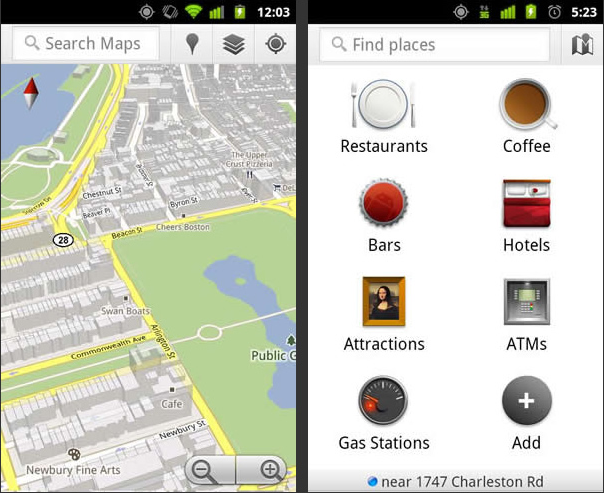 12:03
Search Maps
The Upper
Crust Pizzeria
DeL
Chestnut St
Byron St
Beaver Pl
Beacon St
Cheers Boston
28
Swan Boats
Arlington St
Commonwealth Ave
Public G
Cafe
Newbury St
Newbury Fine Arts
3G
5:23
Find places
Restaurants
Coffee
Bars
Hotels
Attractions
ATMs
Gas Stations
Add
near 1747 Charleston Rd